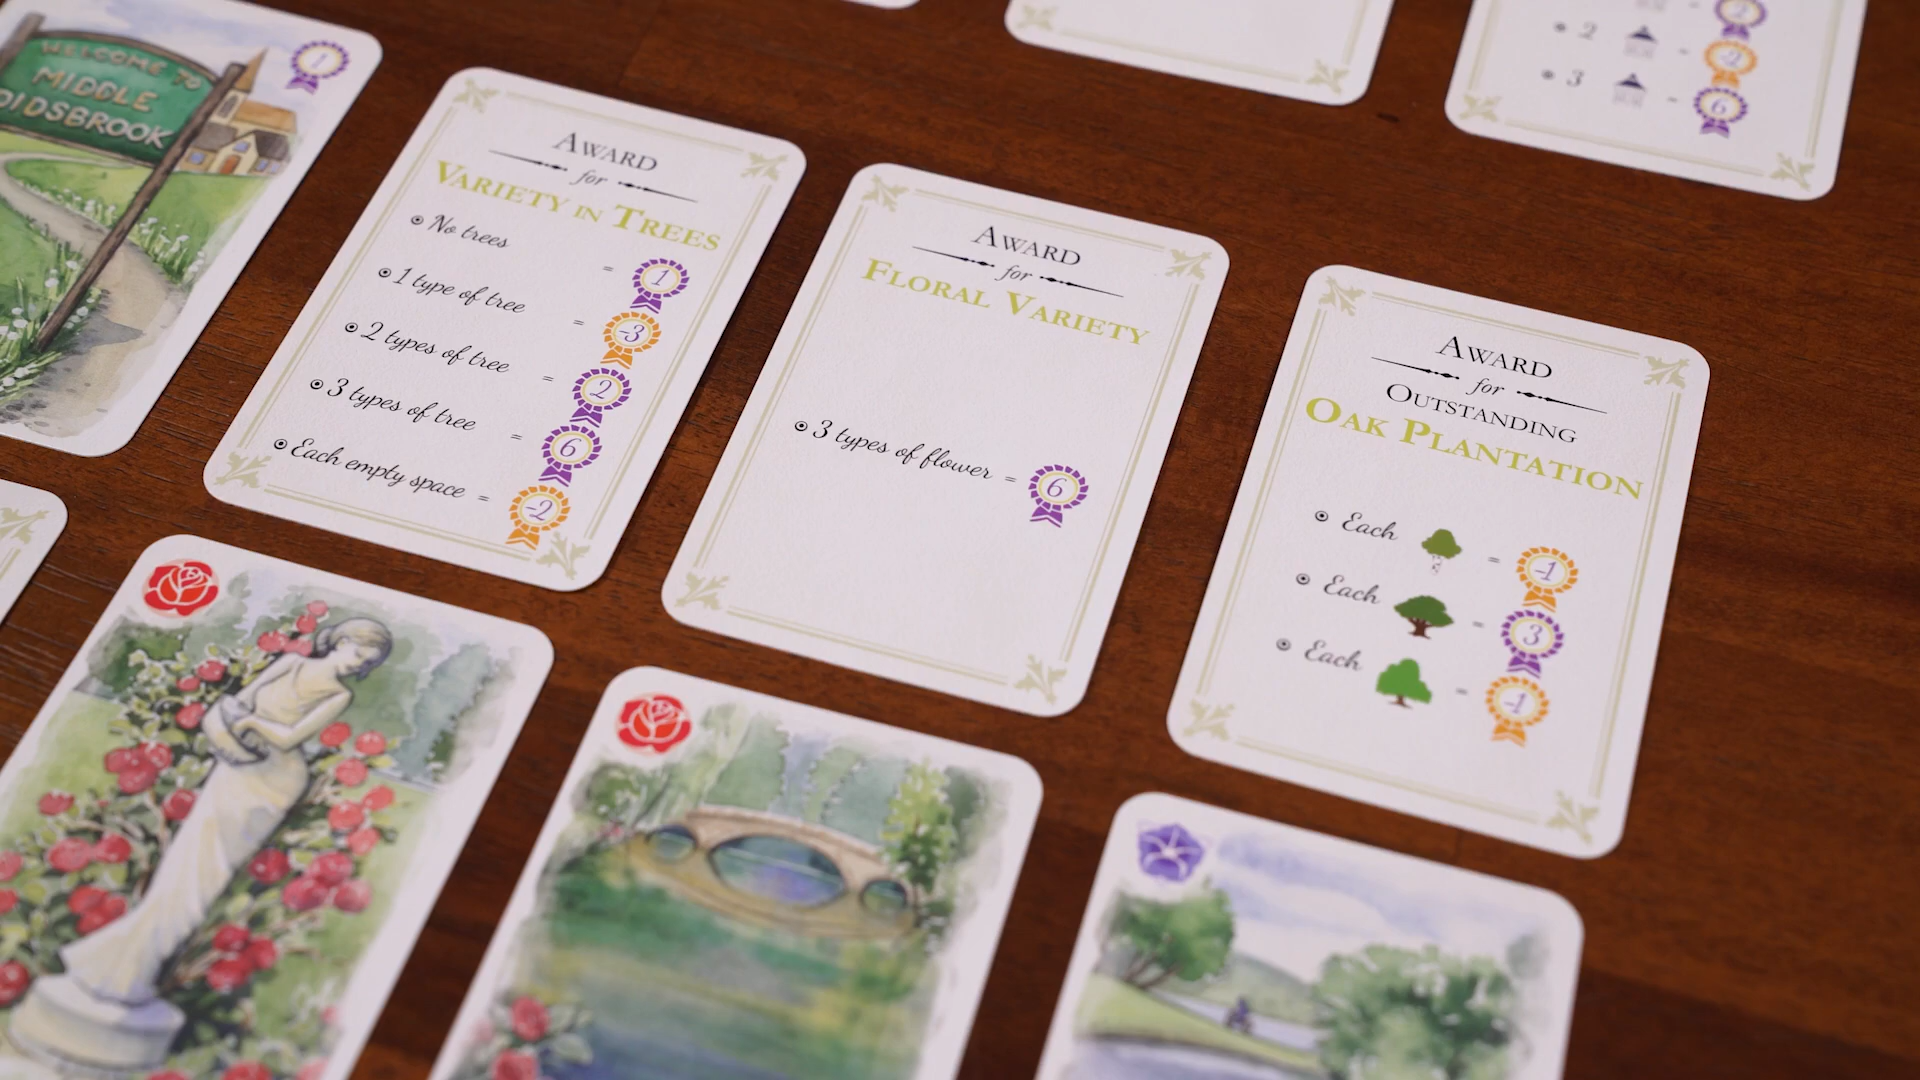 WELCOME TO
MIDDLE
DIDSBROOK
1
AWARD
for
VARIETY IN TREES
No trees = 1
1 type of tree = -3
2 types of tree = 2
3 types of tree = 6
Each empty space = -2
AWARD
for
FLORAL VARIETY
3 types of flower = 6
AWARD
for
OUTSTANDING
OAK PLANTATION
Each = -1
Each = 3
Each = -1
- 2
2 - -2
3 - 6